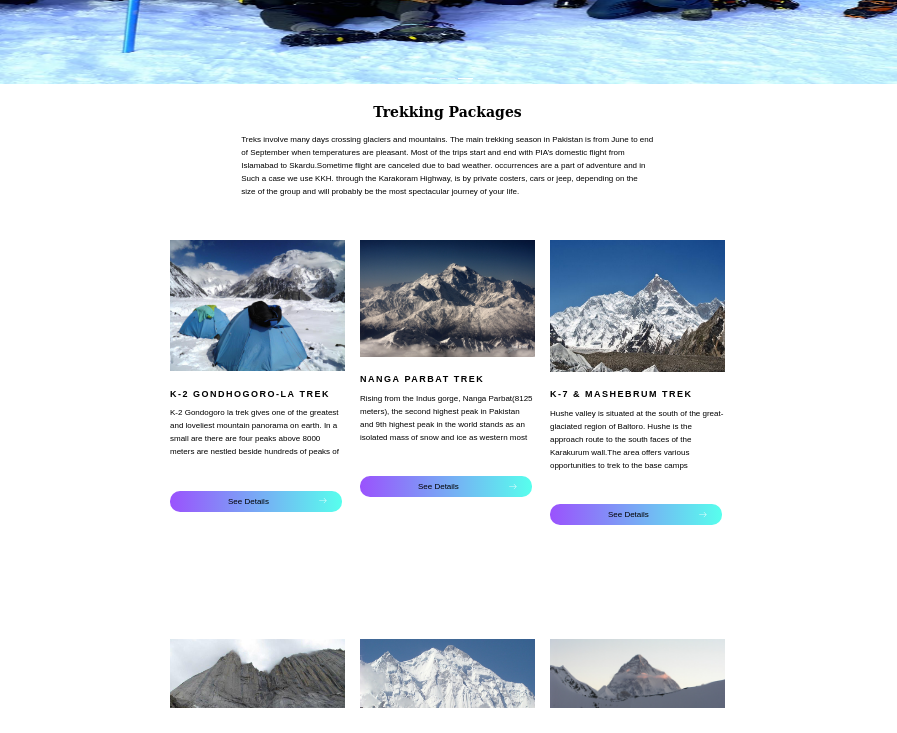 Trekking Packages
Treks involve many days crossing glaciers and mountains. The main trekking season in Pakistan is from June to end
of September when temperatures are pleasant. Most of the trips start and end with PIA's domestic flight from
Islamabad to Skardu.Sometime flight are canceled due to bad weather. occurrences are a part of adventure and in
Such a case we use KKH. through the Karakoram Highway, is by private costers, cars or jeep, depending on the
size of the group and will probably be the most spectacular journey of your life.
K-2 GONDHOGORO-LA TREK
K-2 Gondogoro la trek gives one of the greatest
and loveliest mountain panorama on earth. In a
small are there are four peaks above 8000
meters are nestled beside hundreds of peaks of
See Details
NANGA PARBAT TREK
Rising from the Indus gorge, Nanga Parbat(8125
meters), the second highest peak in Pakistan
and 9th highest peak in the world stands as an
isolated mass of snow and ice as western most
See Details
K-7 & MASHEBRUM TREK
Hushe valley is situated at the south of the great-
glaciated region of Baltoro. Hushe is the
approach route to the south faces of the
Karakurum wall.The area offers various
opportunities to trek to the base camps
See Details